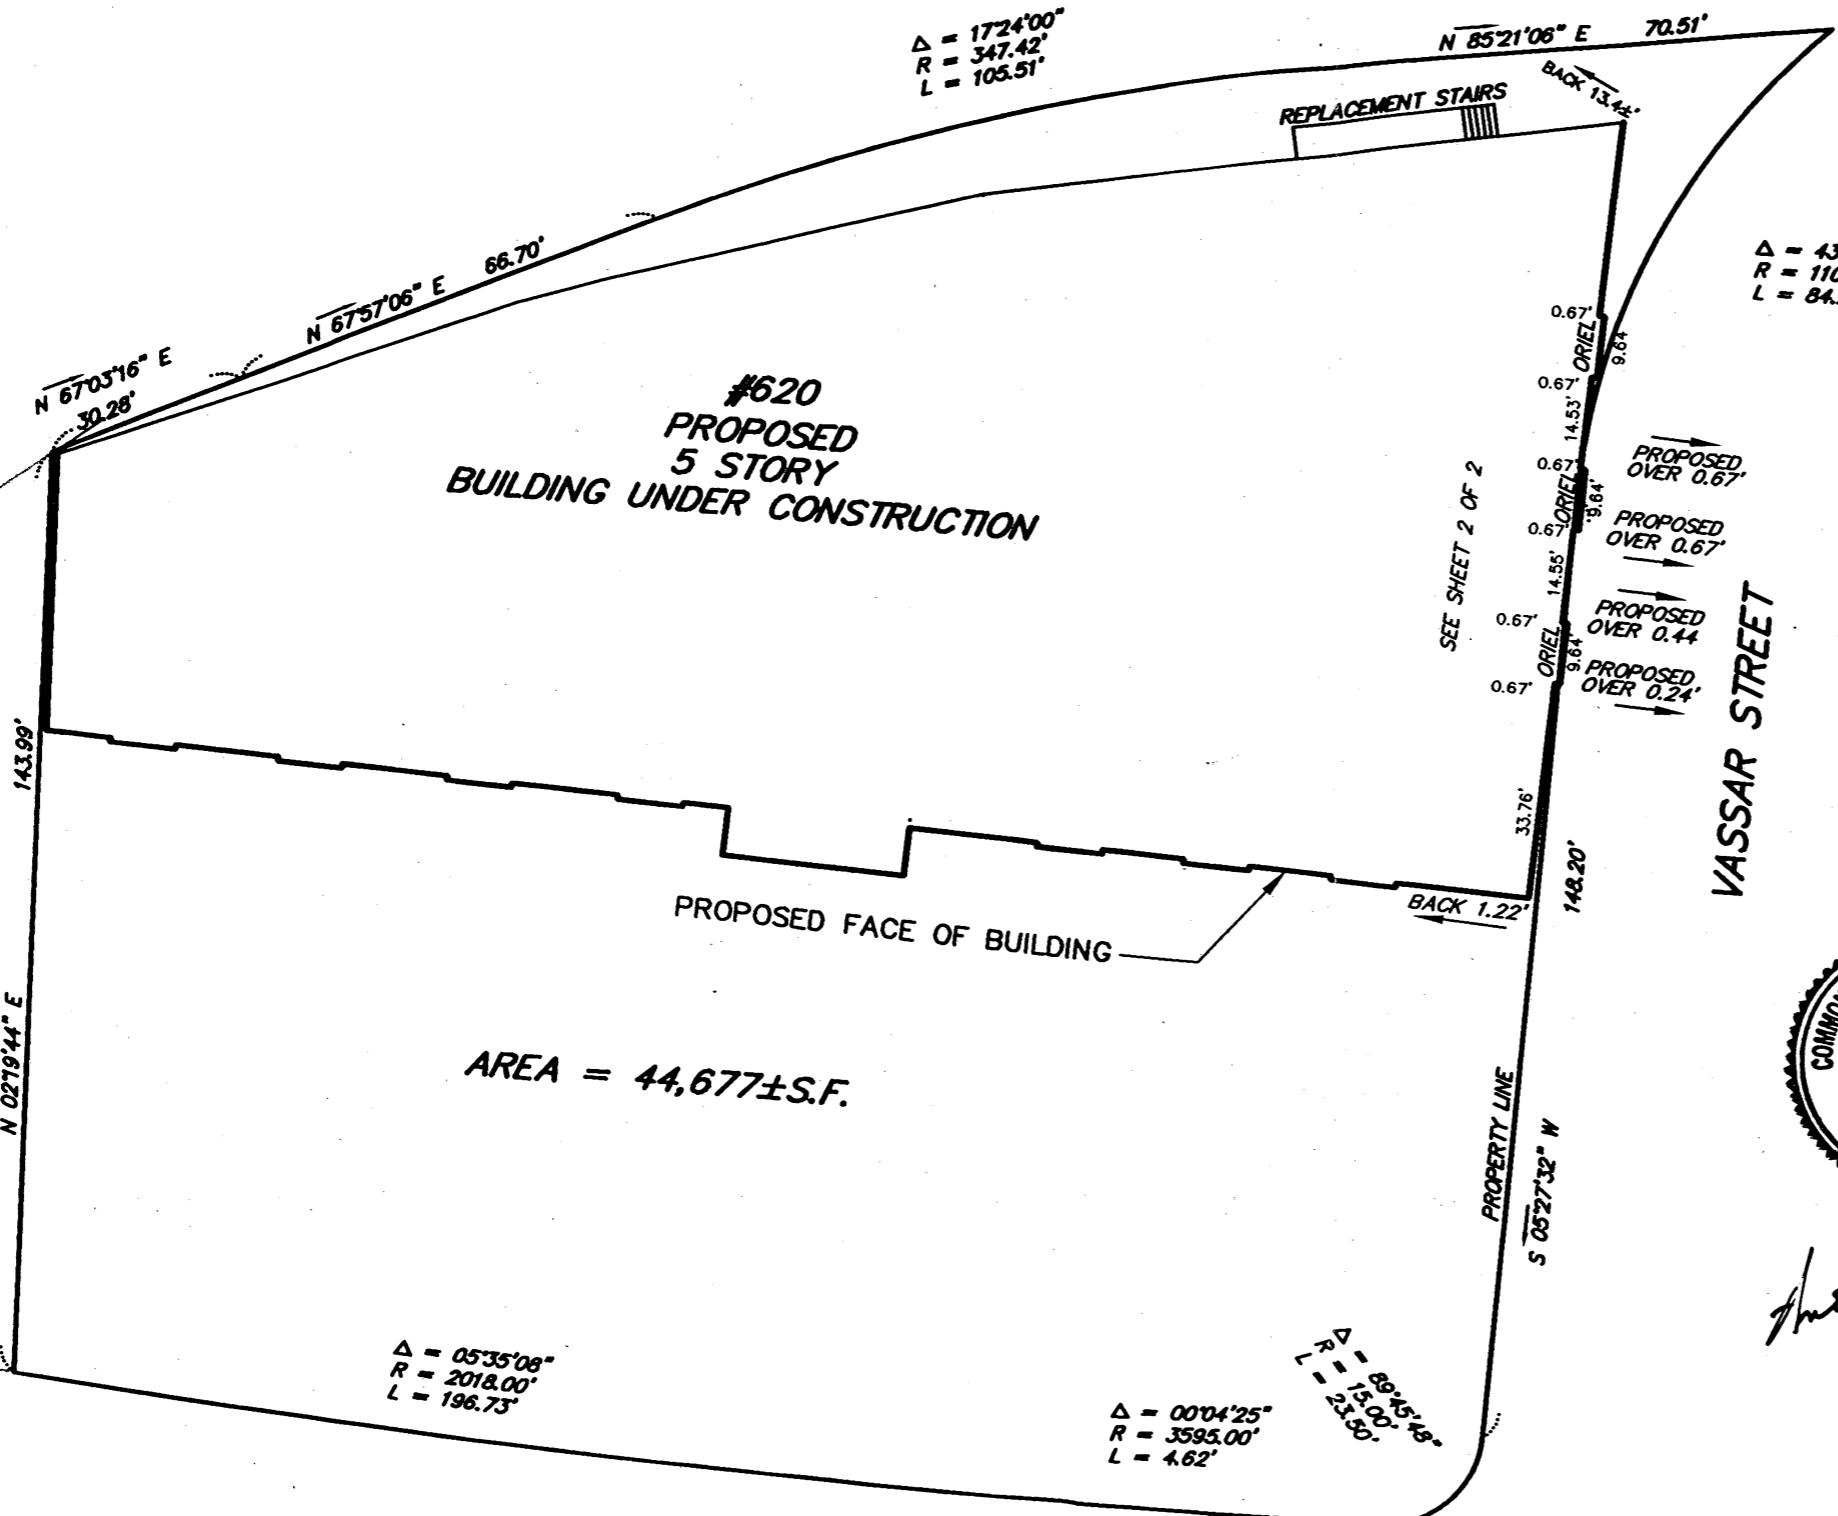 Δ = 17°24'00"
R = 347.42'
L = 105.51'
N 85°21'06" E 70.51'
BACK 13.4±'
REPLACEMENT STAIRS
N 67°57'06" E 66.70'
N 67°03'16" E
30.28'
Δ = 43
R = 110
L = 84.
#620
PROPOSED
5 STORY
BUILDING UNDER CONSTRUCTION
0.67'
ORIEL
9.64
0.67'
14.53'
0.67'
ORIEL
9.64'
0.67'
14.55'
0.67'
ORIEL
9.64'
0.67'
PROPOSED
OVER 0.67'
PROPOSED
OVER 0.67'
PROPOSED
OVER 0.44
PROPOSED
OVER 0.24'
SEE SHEET 2 OF 2
VASSAR STREET
143.99'
33.76'
148.20'
BACK 1.22'
PROPOSED FACE OF BUILDING
N 02°19'44" E
AREA = 44,677±S.F.
PROPERTY LINE
S 05°27'32" W
Δ = 05°35'08"
R = 2018.00'
L = 196.73'
Δ = 00°04'25"
R = 3595.00'
L = 4.62'
Δ = 89°45'48"
R = 15.00'
L = 23.50'